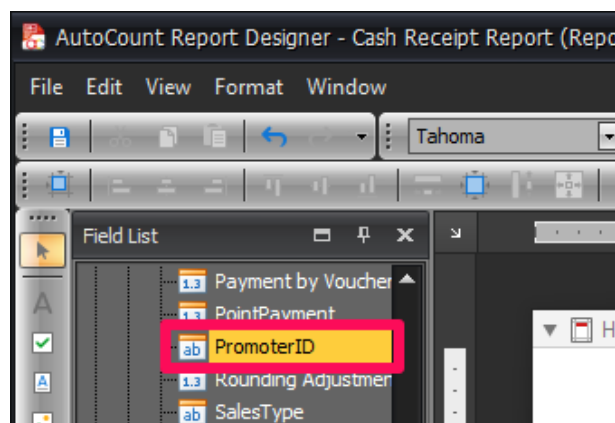 AutoCount Report Designer - Cash Receipt Report (Repo
File Edit View Format Window
Tahoma
Field List
1.3 Payment by Voucher
1.3 PointPayment
ab PromoterID
1.3 Rounding Adjustmen
ab SalesType
A
A
H